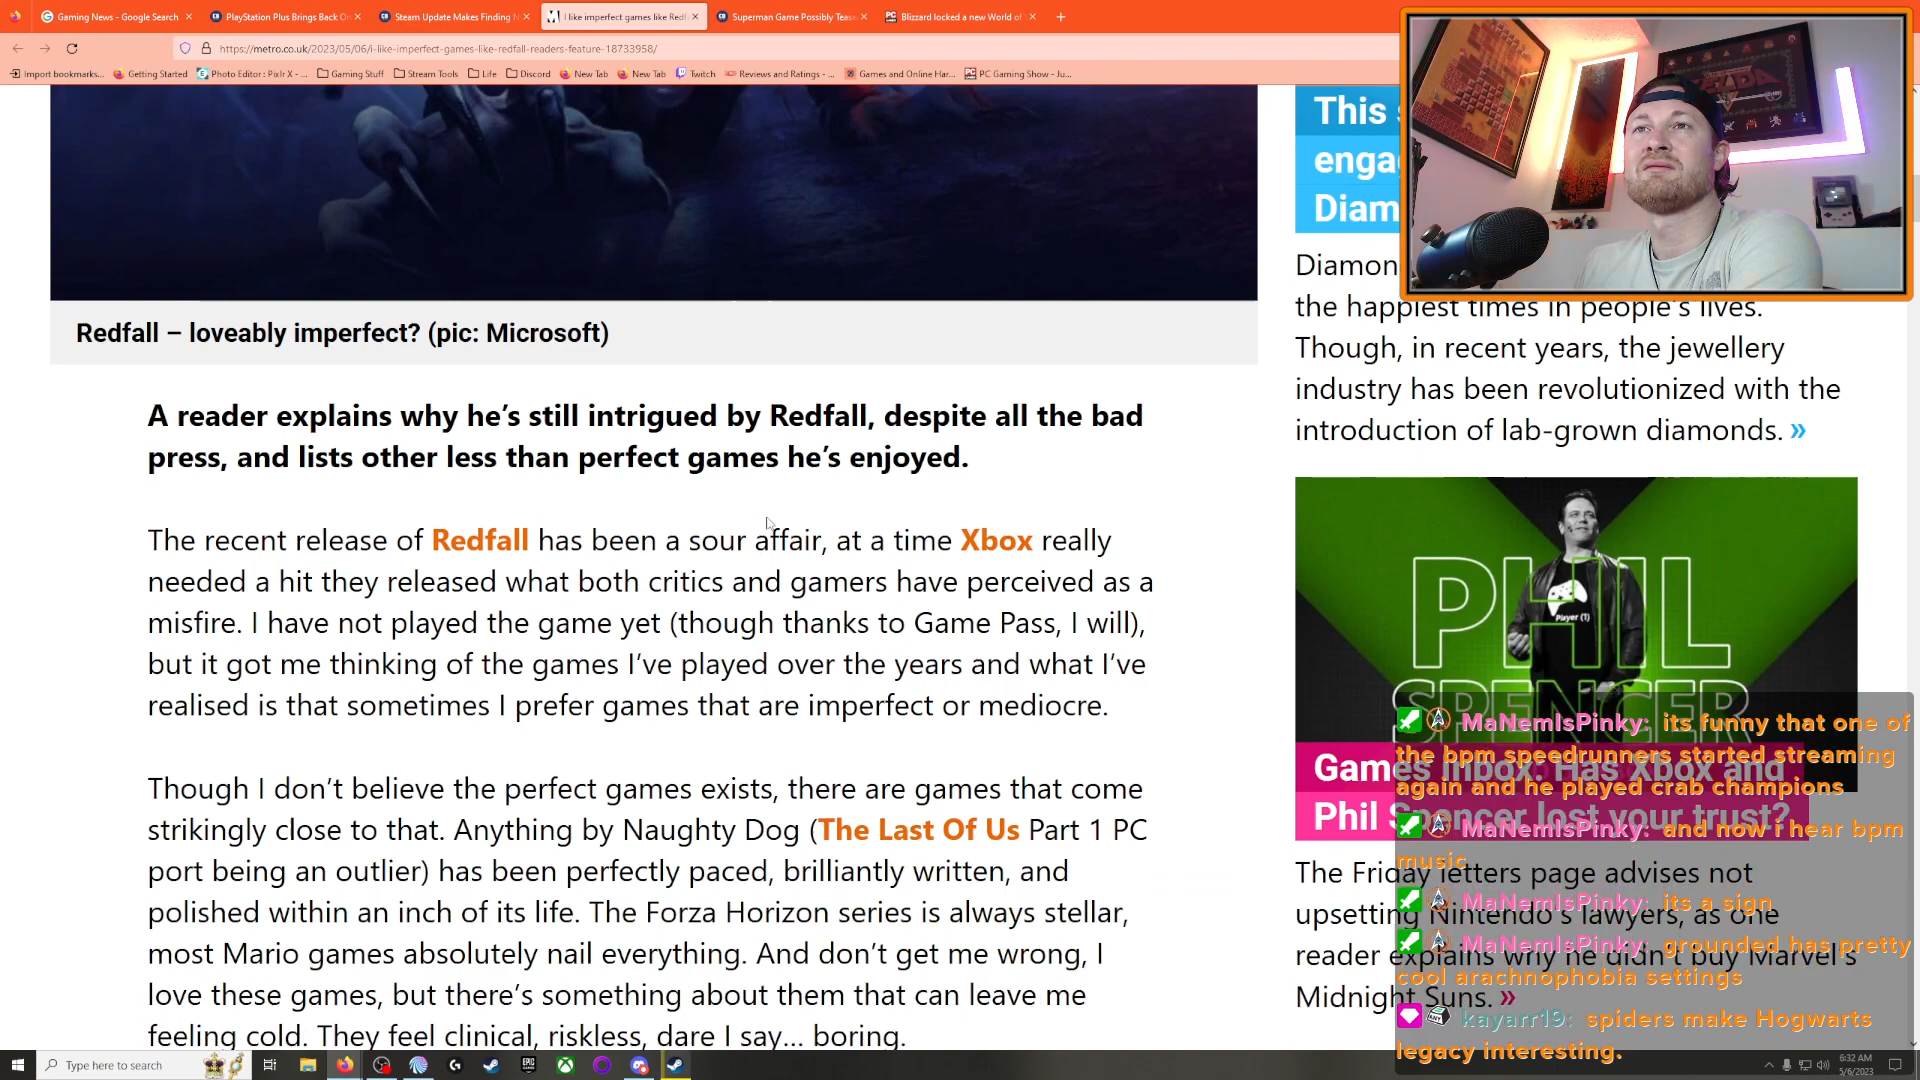 Gaming News - Google Search
PlayStation Plus Brings Back On
Steam Update Makes Finding N
I like imperfect games like Redf
Superman Game Possibly Tease
Blizzard locked a new World of
https://metro.co.uk/2023/05/06/i-like-imperfect-games-like-redfall-readers-feature-18733958/
Import bookmarks...
Getting Started
Photo Editor : Pixlr X - ...
Gaming Stuff
Stream Tools
Life
Discord
New Tab
New Tab
Twitch
Reviews and Ratings - ...
Games and Online Har...
PC Gaming Show - Ju...
Redfall – loveably imperfect? (pic: Microsoft)
A reader explains why he’s still intrigued by Redfall, despite all the bad
press, and lists other less than perfect games he’s enjoyed.
The recent release of Redfall has been a sour affair, at a time Xbox really
needed a hit they released what both critics and gamers have perceived as a
misfire. I have not played the game yet (though thanks to Game Pass, I will),
but it got me thinking of the games I’ve played over the years and what I’ve
realised is that sometimes I prefer games that are imperfect or mediocre.
Though I don’t believe the perfect games exists, there are games that come
strikingly close to that. Anything by Naughty Dog (The Last Of Us Part 1 PC
port being an outlier) has been perfectly paced, brilliantly written, and
polished within an inch of its life. The Forza Horizon series is always stellar,
most Mario games absolutely nail everything. And don’t get me wrong, I
love these games, but there’s something about them that can leave me
feeling cold. They feel clinical, riskless, dare I say... boring.
This
enga
Diam
Diamon
the happiest times in people’s lives.
Though, in recent years, the jewellery
industry has been revolutionized with the
introduction of lab-grown diamonds. »
PHIL
SPENCER
Player (1)
Games Inbox: Has Xbox and
Phil Spencer lost your trust?
The Friday letters page advises not
upsetting Nintendo’s lawyers, as one
reader explains why he didn’t buy Marvel’s
Midnight Suns. »
MaNemIsPinky: its funny that one of
the bpm speedrunners started streaming
again and he played crab champions
MaNemIsPinky: and now i hear bpm
music
MaNemIsPinky: its a sign
MaNemIsPinky: grounded has pretty
cool arachnophobia settings
kayarr19: spiders make Hogwarts
legacy interesting.
Type here to search
6:32 AM
5/6/2023